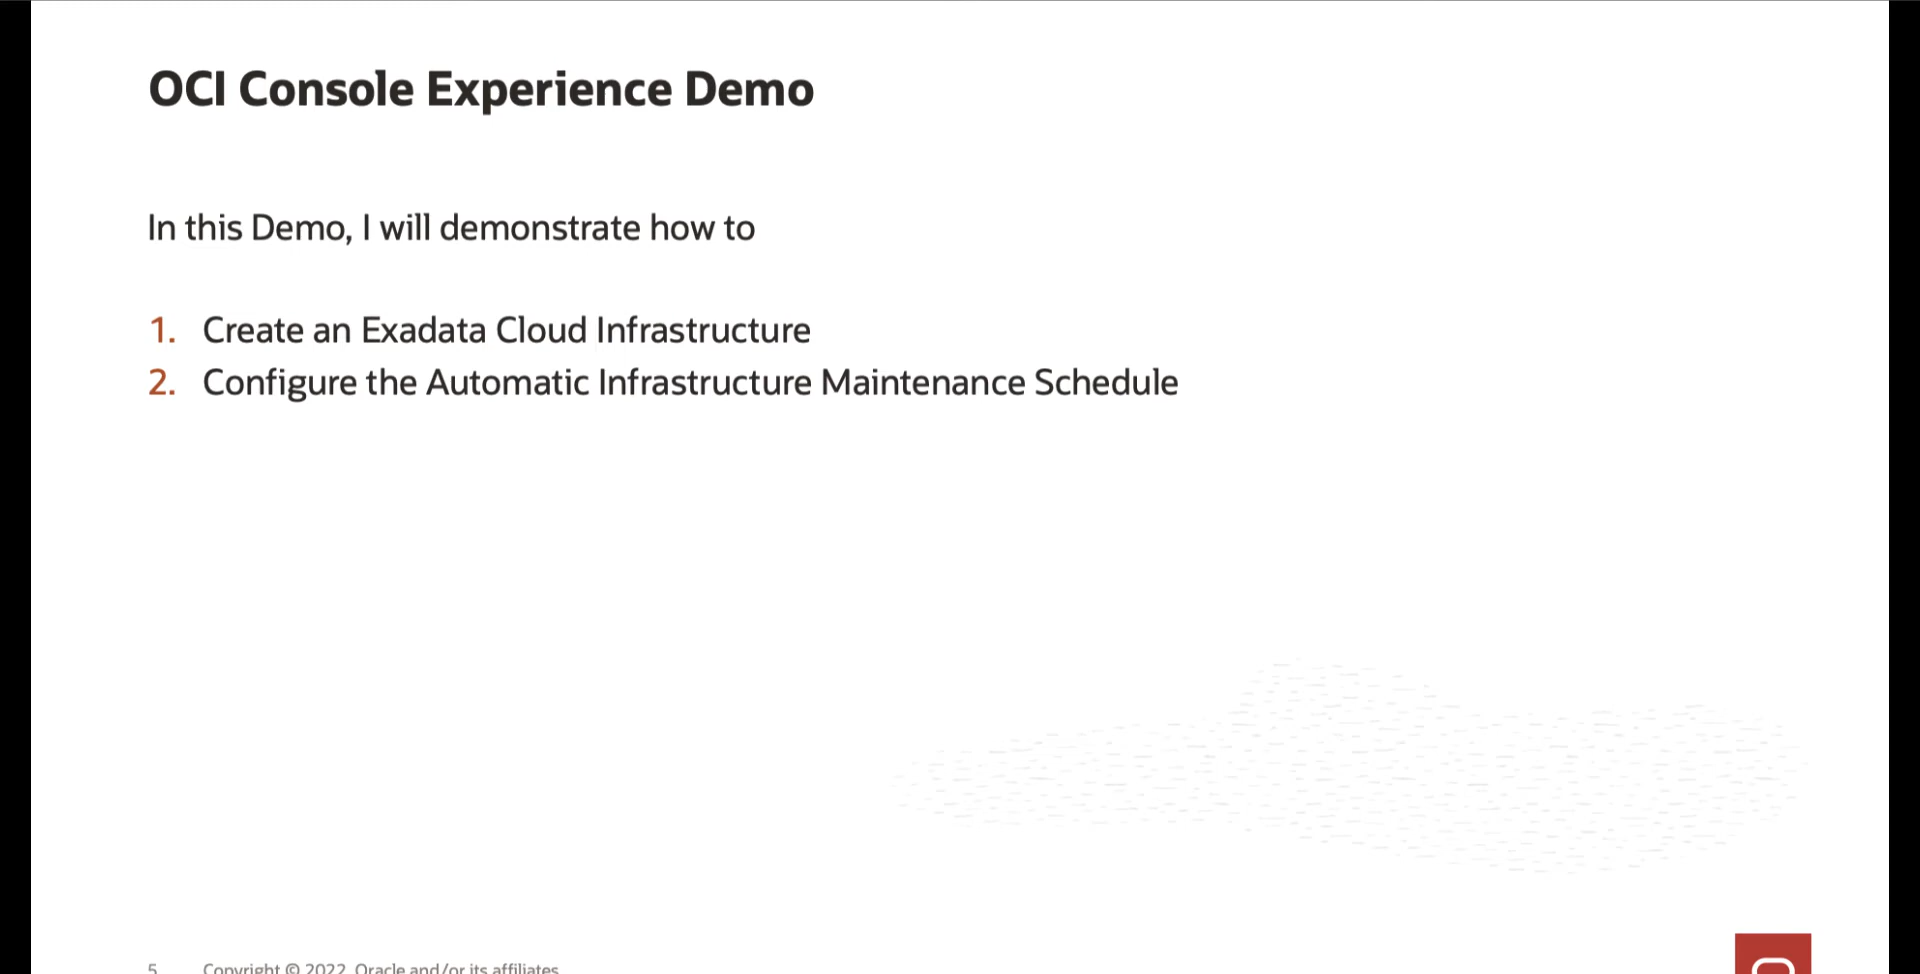 OCI Console Experience Demo
In this Demo, I will demonstrate how to
1. Create an Exadata Cloud Infrastructure
2. Configure the Automatic Infrastructure Maintenance Schedule
5 Copyright © 2022, Oracle and/or its affiliates